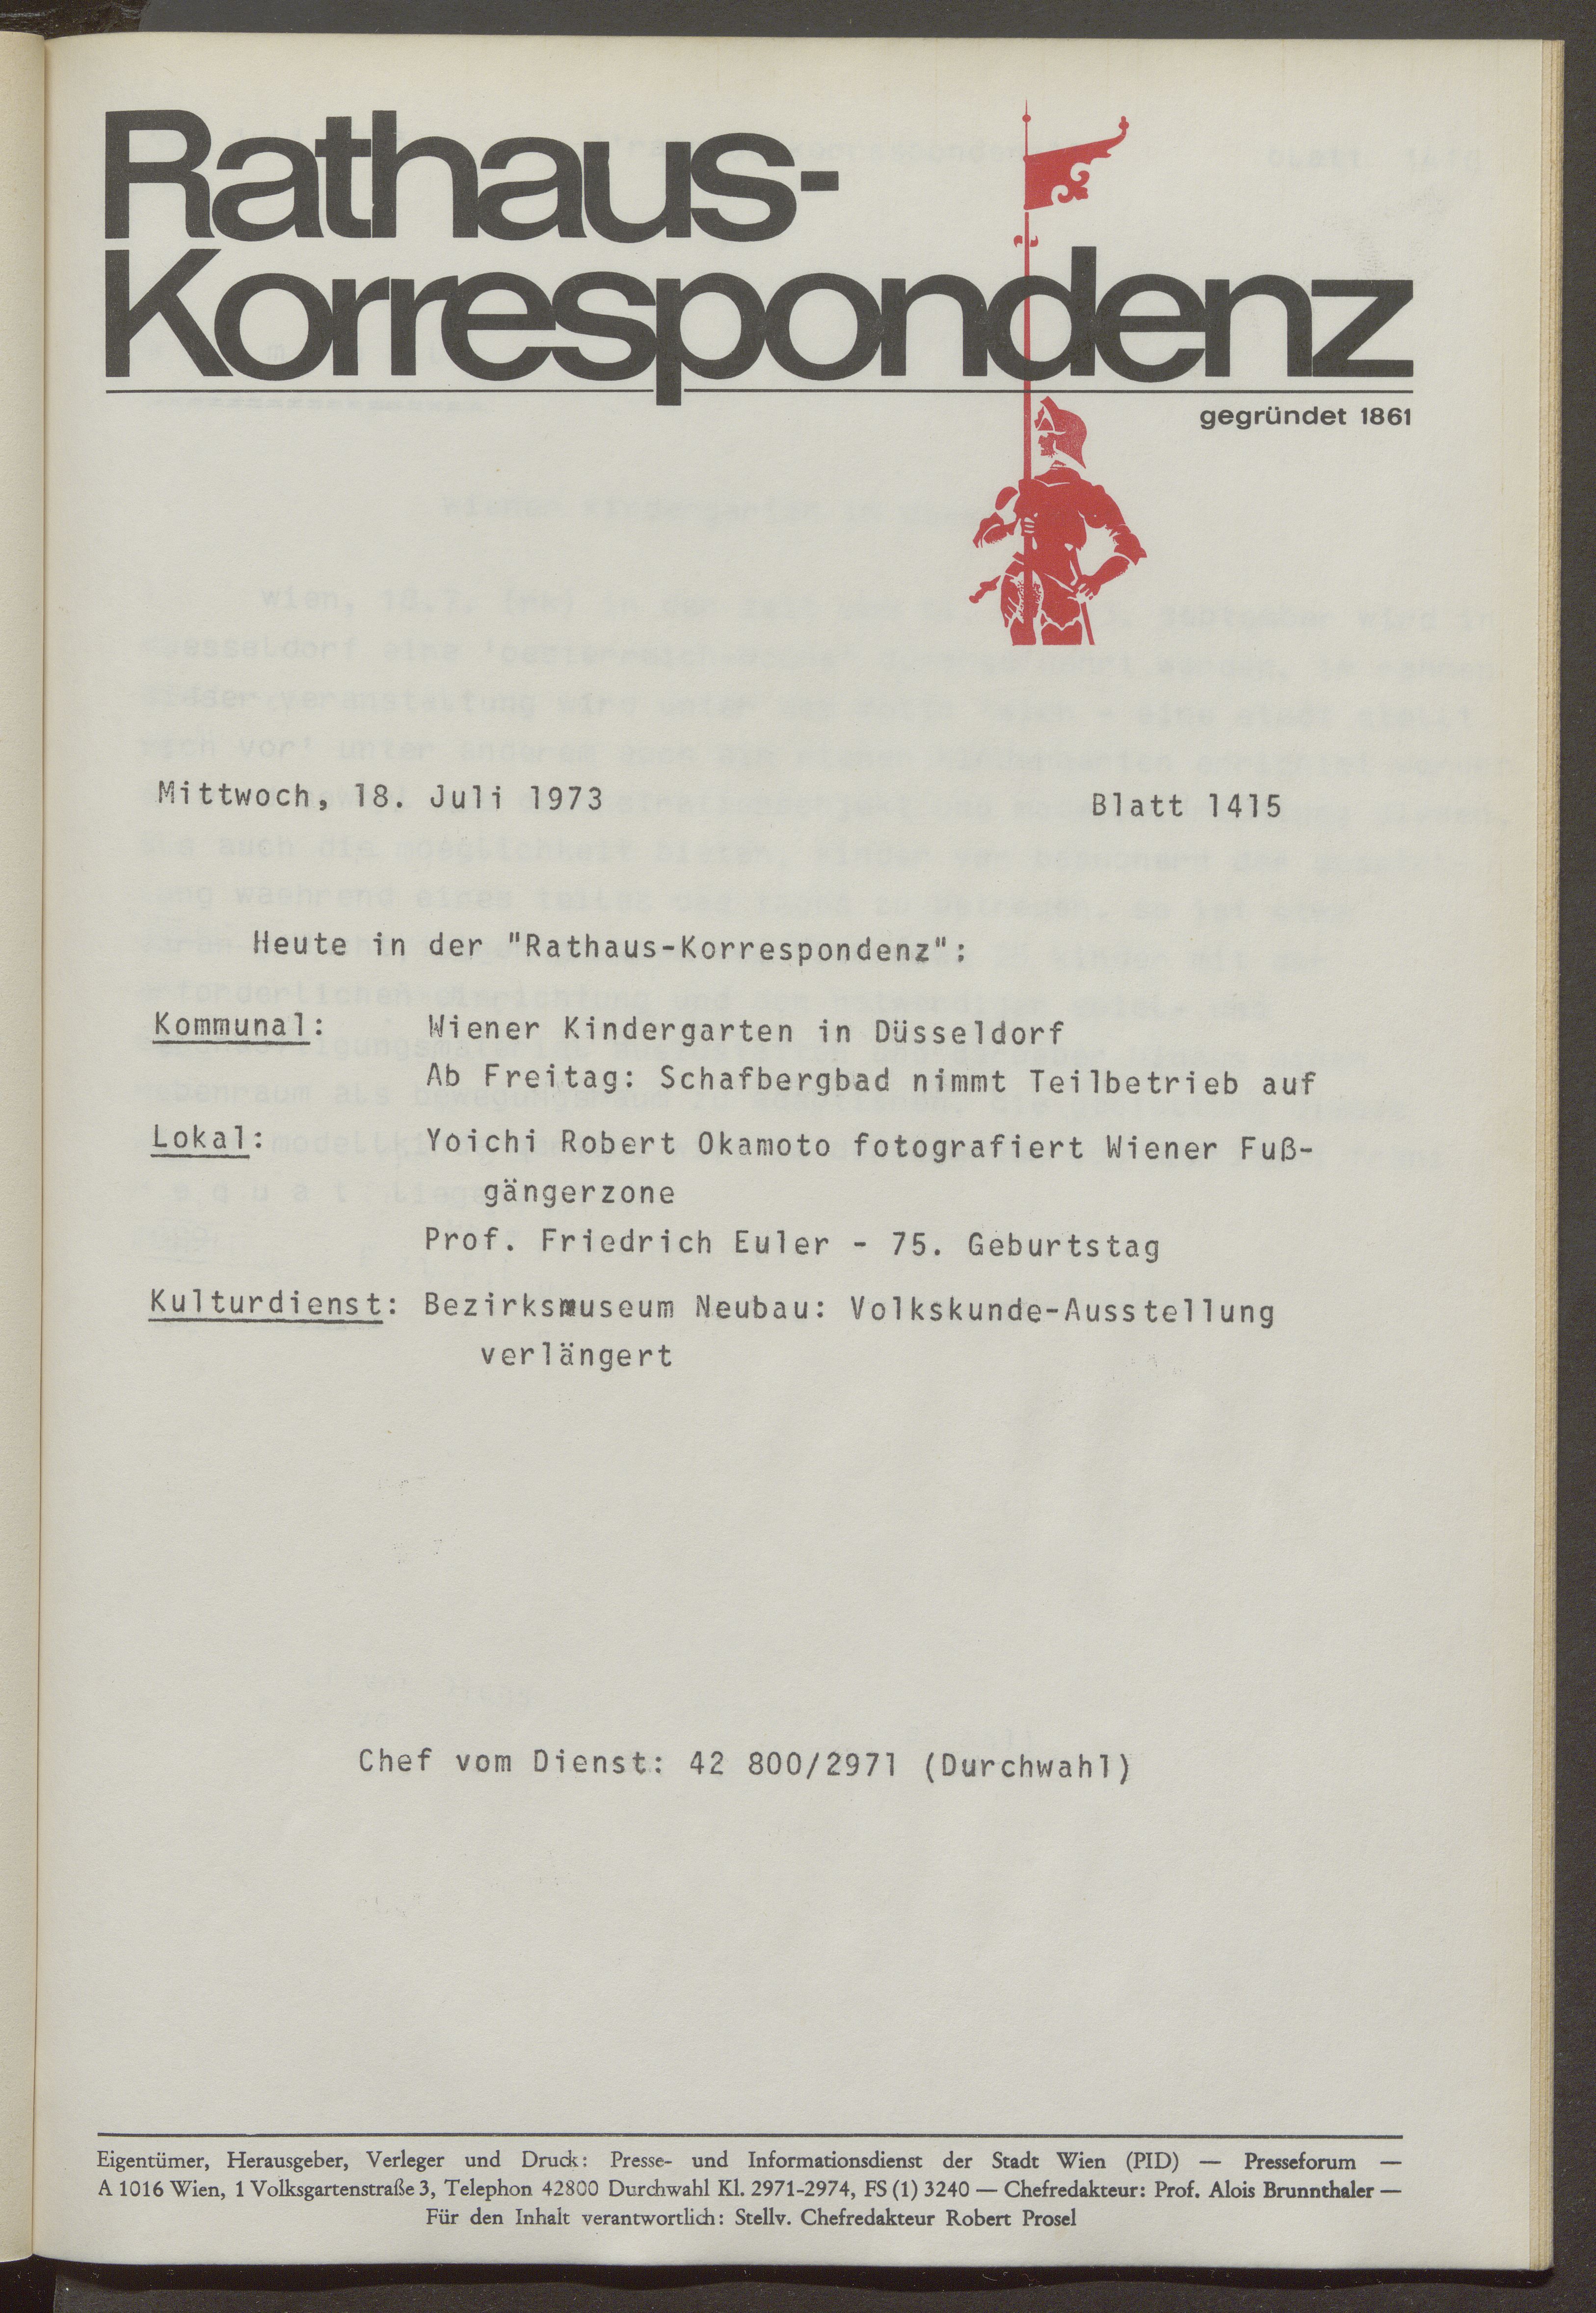 Rathaus-
Korrespondenz
gegründet 1861
Mittwoch, 18. Juli 1973 Blatt 1415
Heute in der "Rathaus-Korrespondenz":
Kommunal: Wiener Kindergarten in Düsseldorf
Ab Freitag: Schafbergbad nimmt Teilbetrieb auf
Lokal: Yoichi Robert Okamoto fotografiert Wiener Fuß-
gängerzone
Prof. Friedrich Euler - 75. Geburtstag
Kulturdienst: Bezirksmuseum Neubau: Volkskunde-Ausstellung
verlängert
Chef vom Dienst: 42 800/2971 (Durchwahl)
Eigentümer, Herausgeber, Verleger und Druck: Presse- und Informationsdienst der Stadt Wien (PID) — Presseforum —
A 1016 Wien, 1 Volksgartenstraße 3, Telephon 42800 Durchwahl Kl. 2971-2974, FS (1) 3240 — Chefredakteur: Prof. Alois Brunnthaler —
Für den Inhalt verantwortlich: Stellv. Chefredakteur Robert Prosel